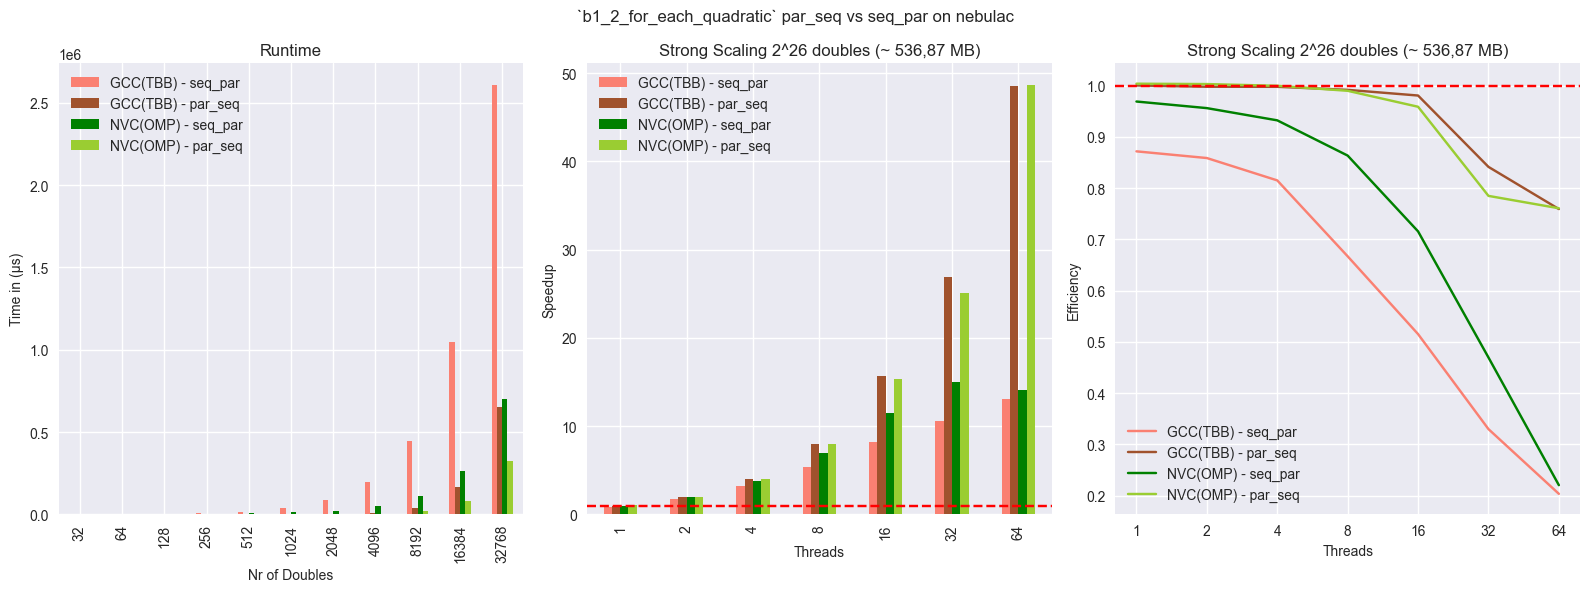 `b1_2_for_each_quadratic` par_seq vs seq_par on nebulac
Runtime
1e6
GCC(TBB) - seq_par
GCC(TBB) - par_seq
NVC(OMP) - seq_par
NVC(OMP) - par_seq
2.5
2.0
1.5
1.0
0.5
0.0
Time in (µs)
32
64
128
256
512
1024
2048
4096
8192
16384
32768
Nr of Doubles
Strong Scaling 2^26 doubles (~ 536,87 MB)
GCC(TBB) - seq_par
GCC(TBB) - par_seq
NVC(OMP) - seq_par
NVC(OMP) - par_seq
50
40
30
20
10
0
Speedup
1
2
4
8
16
32
64
Threads
Strong Scaling 2^26 doubles (~ 536,87 MB)
1.0
0.9
0.8
0.7
0.6
0.5
0.4
0.3
0.2
Efficiency
GCC(TBB) - seq_par
GCC(TBB) - par_seq
NVC(OMP) - seq_par
NVC(OMP) - par_seq
1
2
4
8
16
32
64
Threads